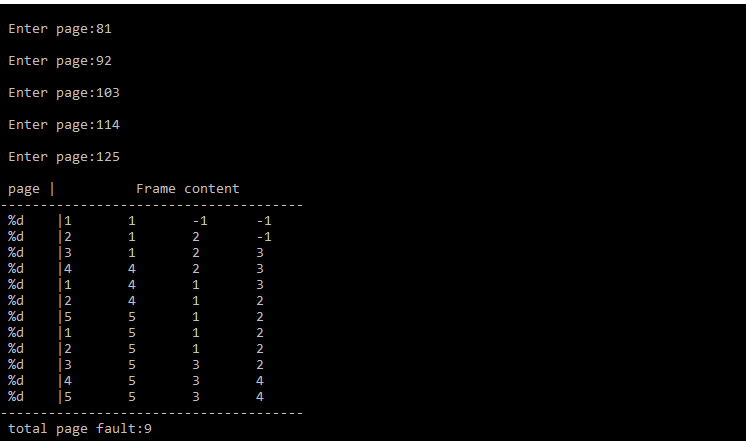 Enter page:81
Enter page:92
Enter page:103
Enter page:114
Enter page:125
page | Frame content
---------------------------------------
%d |1 1 -1 -1
%d |2 1 2 -1
%d |3 1 2 3
%d |4 4 2 3
%d |1 4 1 3
%d |2 4 1 2
%d |5 5 1 2
%d |1 5 1 2
%d |2 5 1 2
%d |3 5 3 2
%d |4 5 3 4
%d |5 5 3 4
---------------------------------------
total page fault:9